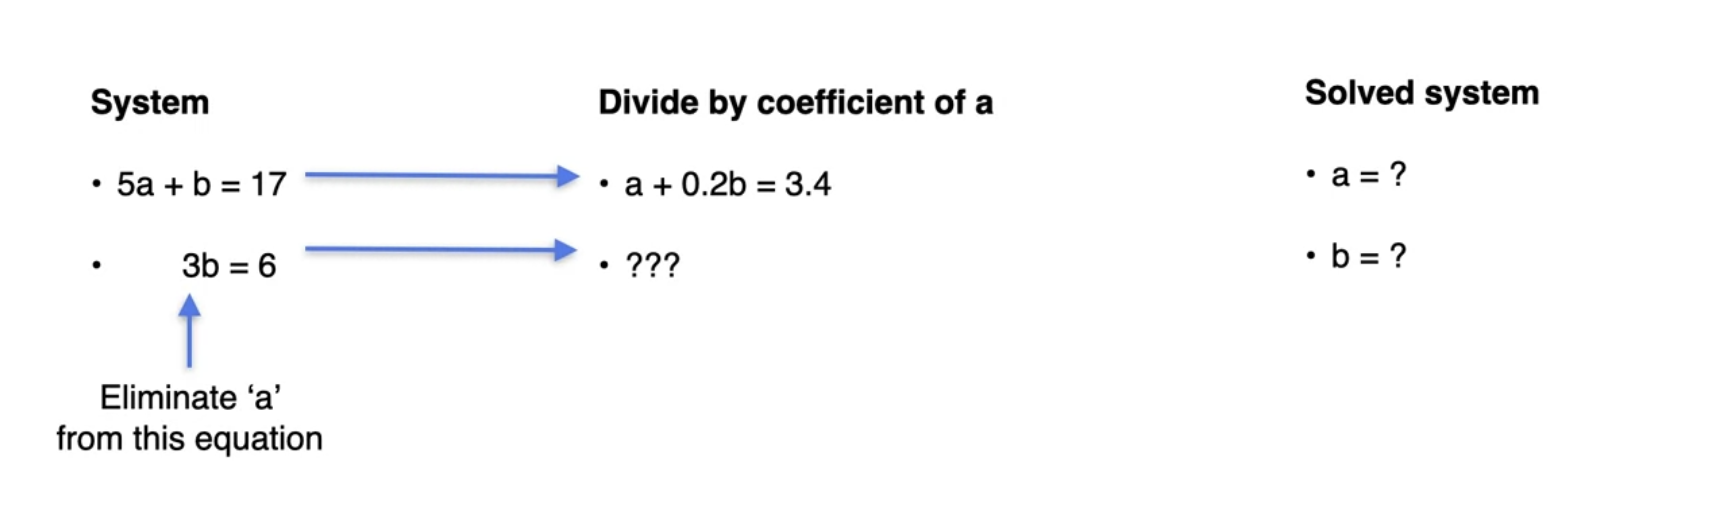 System
• 5a + b = 17
• 3b = 6
Eliminate ‘a’
from this equation
Divide by coefficient of a
• a + 0.2b = 3.4
• ???
Solved system
• a = ?
• b = ?